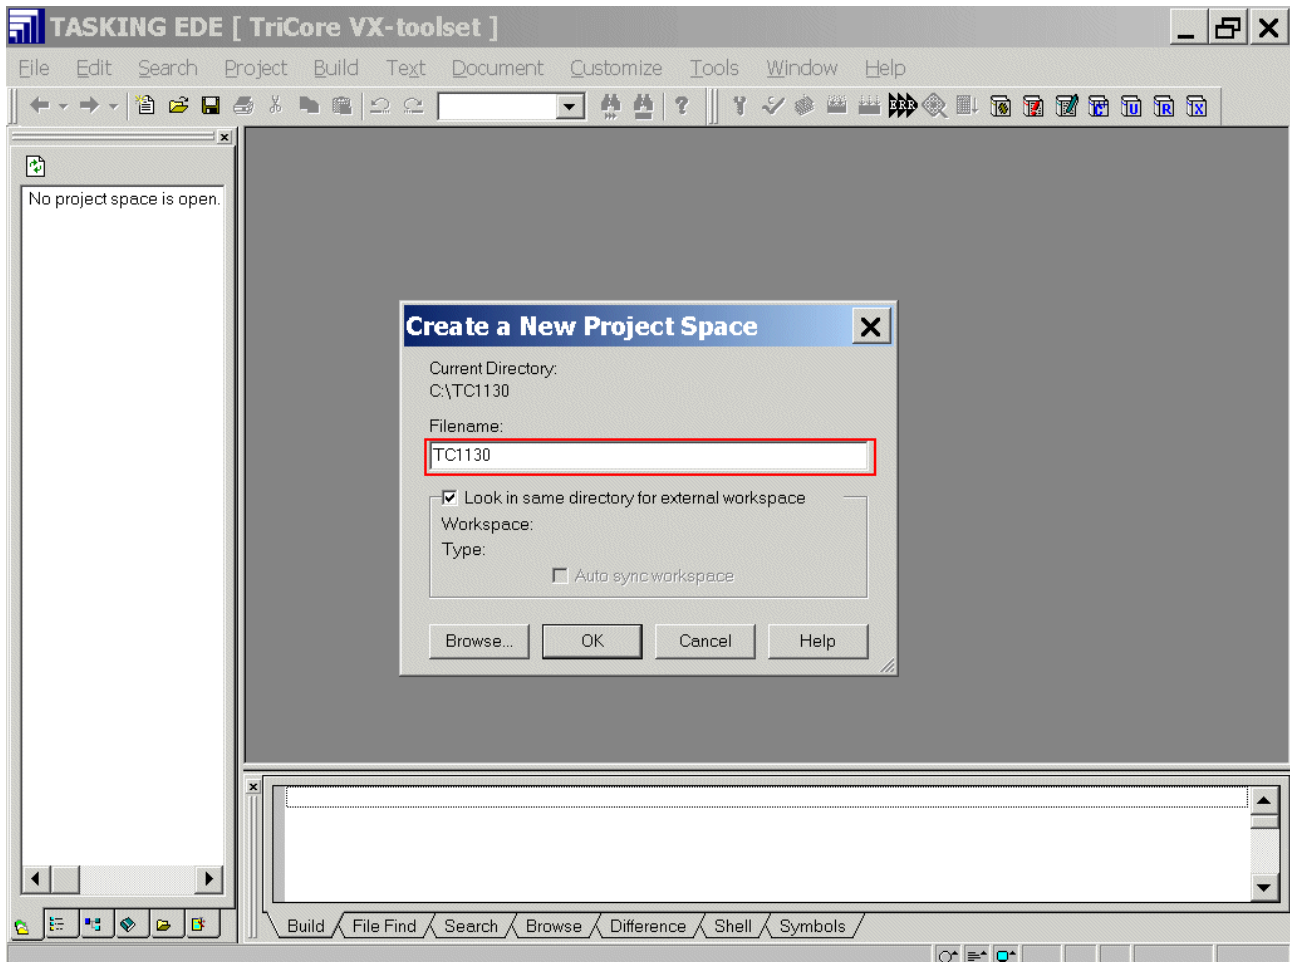 TASKING EDE [ TriCore VX-toolset ]
File Edit Search Project Build Text Document Customize Tools Window Help
ERR
C U R X
No project space is open.
Create a New Project Space
Current Directory:
C:\TC1130
Filename:
TC1130
Look in same directory for external workspace
Workspace:
Type:
Auto sync workspace
Browse... OK Cancel Help
Build File Find Search Browse Difference Shell Symbols